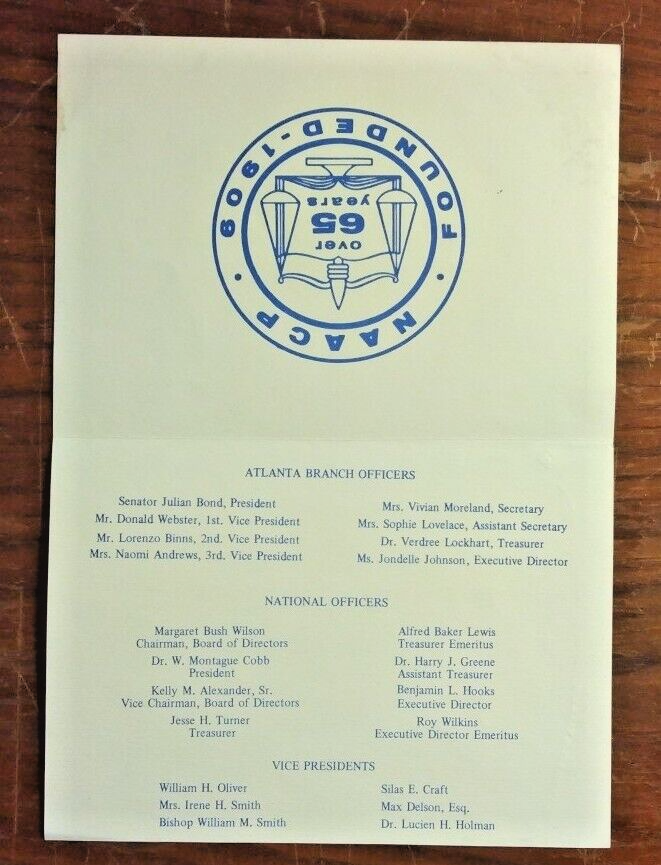 NAACP • FOUNDED - 1909 •
over
65
years
ATLANTA BRANCH OFFICERS
Senator Julian Bond, President
Mr. Donald Webster, 1st. Vice President
Mr. Lorenzo Binns, 2nd. Vice President
Mrs. Naomi Andrews, 3rd. Vice President
Mrs. Vivian Moreland, Secretary
Mrs. Sophie Lovelace, Assistant Secretary
Dr. Verdree Lockhart, Treasurer
Ms. Jondelle Johnson, Executive Director
NATIONAL OFFICERS
Margaret Bush Wilson
Chairman, Board of Directors
Dr. W. Montague Cobb
President
Kelly M. Alexander, Sr.
Vice Chairman, Board of Directors
Jesse H. Turner
Treasurer
Alfred Baker Lewis
Treasurer Emeritus
Dr. Harry J. Greene
Assistant Treasurer
Benjamin L. Hooks
Executive Director
Roy Wilkins
Executive Director Emeritus
VICE PRESIDENTS
William H. Oliver
Mrs. Irene H. Smith
Bishop William M. Smith
Silas E. Craft
Max Delson, Esq.
Dr. Lucien H. Holman